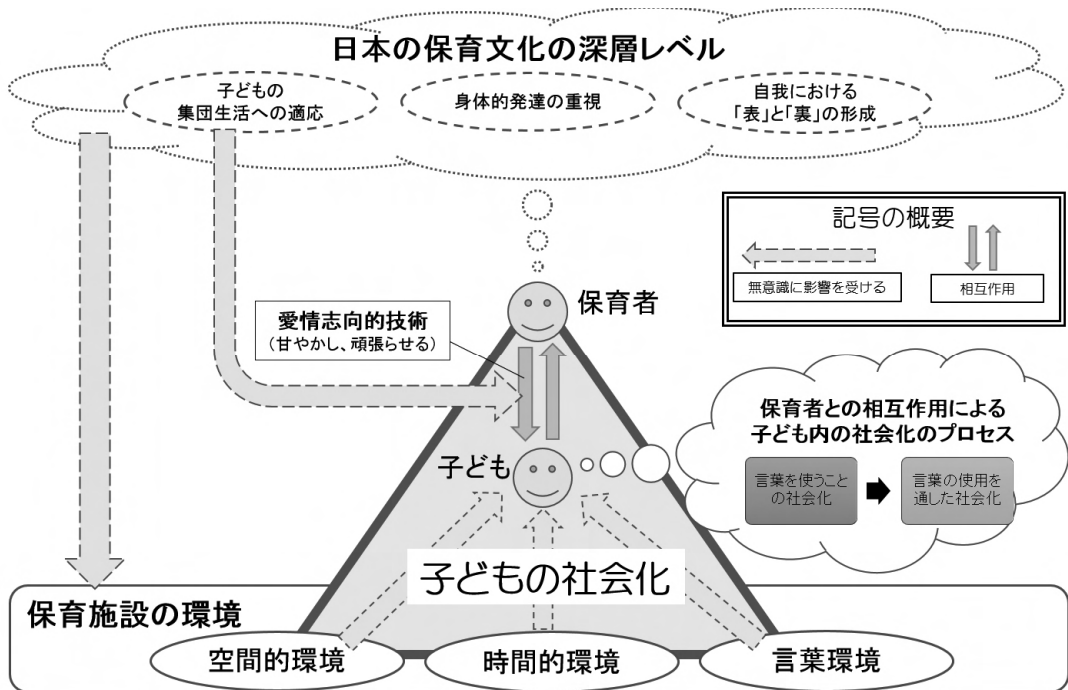 日本の保育文化の深層レベル
子どもの
集団生活への適応
身体的発達の重視
自我における
「表」と「裏」の形成
記号の概要
無意識に影響を受ける
相互作用
保育者
愛情志向的技術
（甘やかし、頑張らせる）
保育者との相互作用による
子ども内の社会化のプロセス
言葉を使うこと
の社会化
言葉の使用を
通した社会化
子ども
子どもの社会化
保育施設の環境
空間的環境
時間的環境
言葉環境